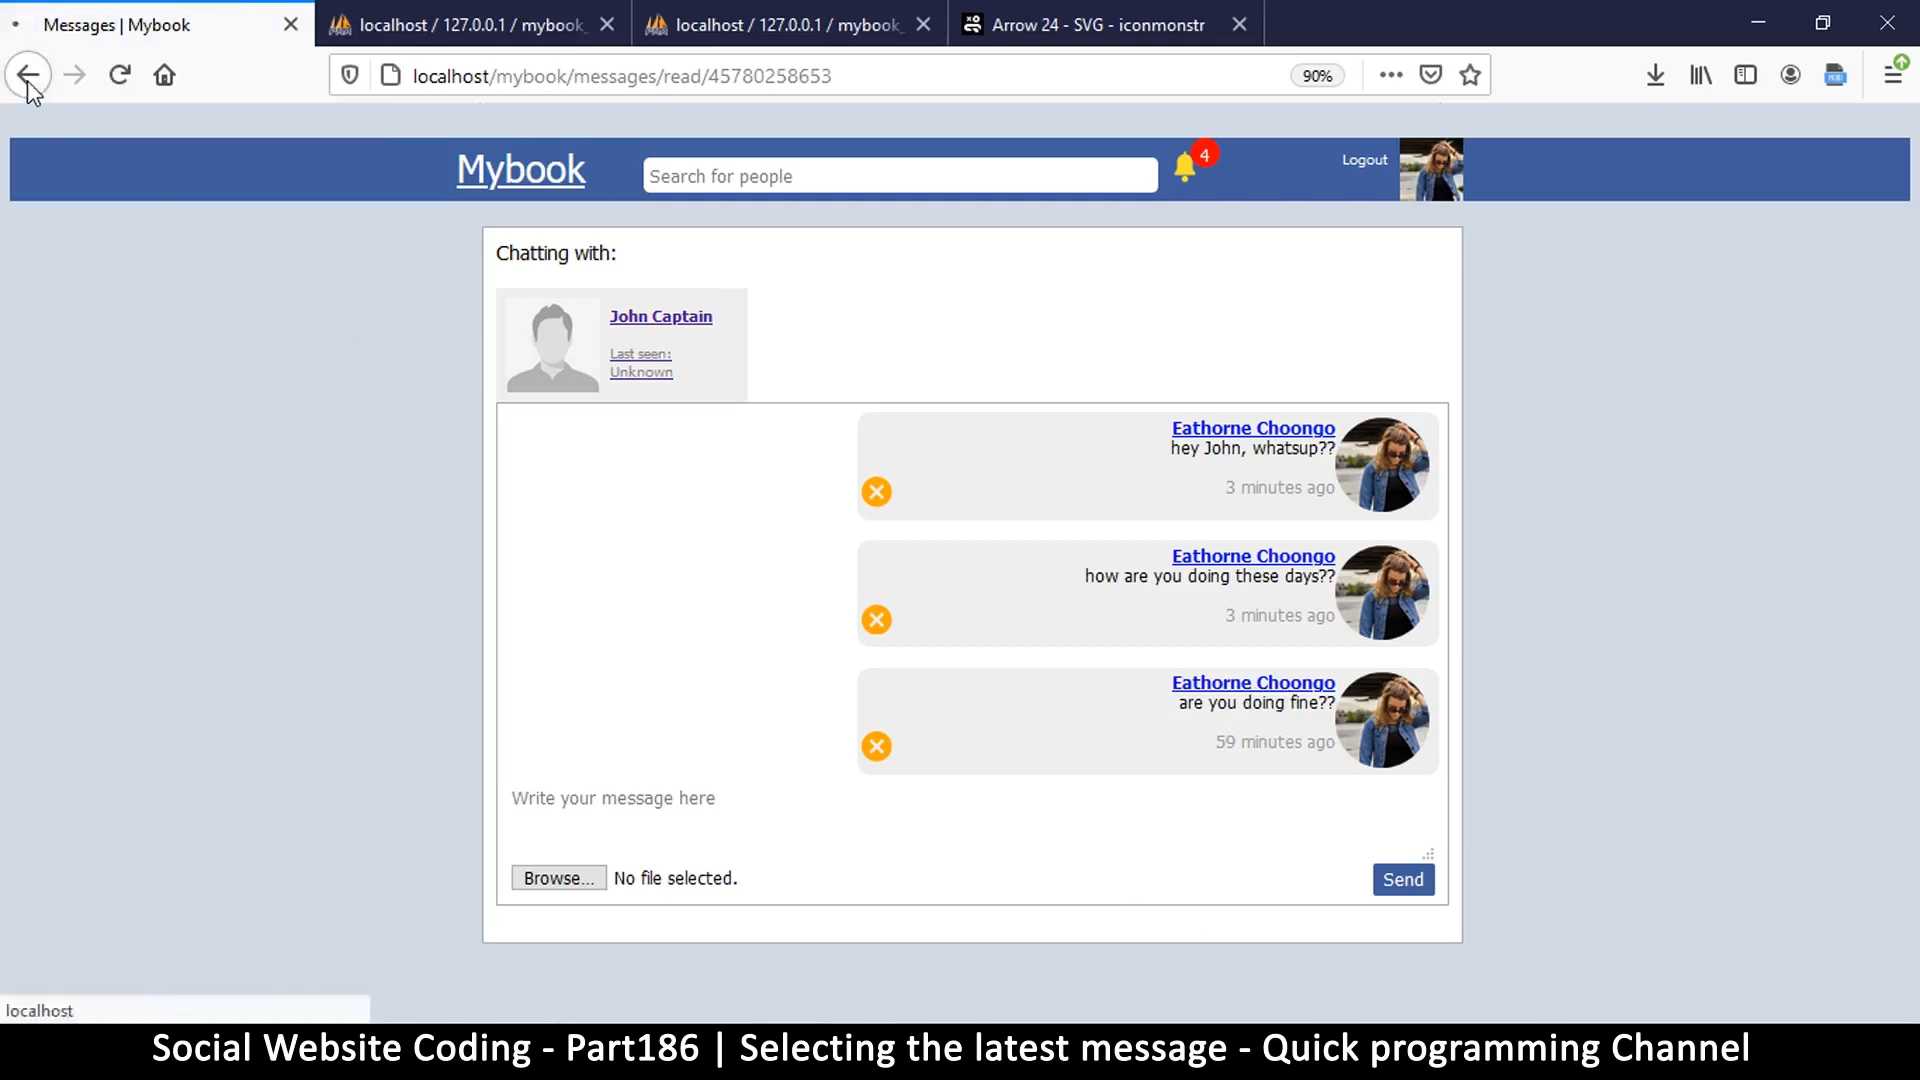 Messages | Mybook
localhost / 127.0.0.1 / mybook_
localhost / 127.0.0.1 / mybook_
Arrow 24 - SVG - iconmonstr
localhost/mybook/messages/read/45780258653
90%
Mybook
Search for people
4
Logout
Chatting with:
John Captain
Last seen:
Unknown
Eathorne Choongo
hey John, whatsup??
3 minutes ago
Eathorne Choongo
how are you doing these days??
3 minutes ago
Eathorne Choongo
are you doing fine??
59 minutes ago
Write your message here
Browse... No file selected.
Send
localhost
Social Website Coding - Part186 | Selecting the latest message - Quick programming Channel